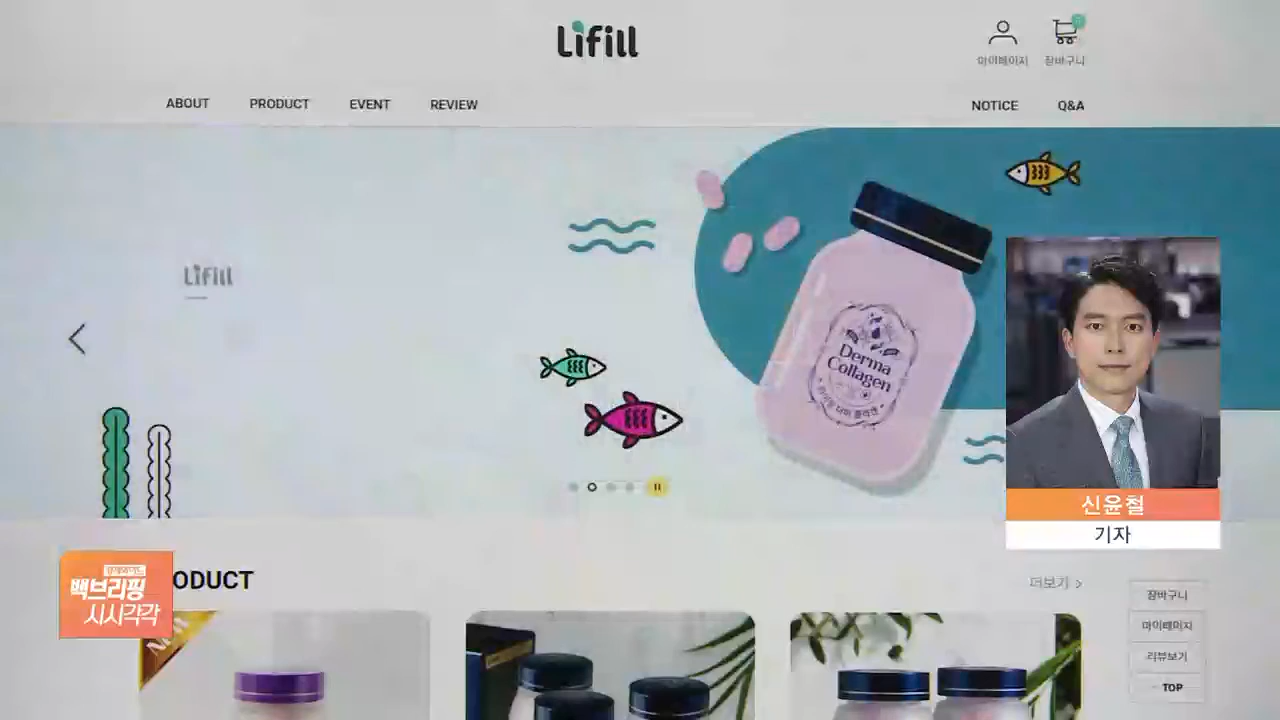 Lifill
마이페이지
장바구니
ABOUT
PRODUCT
EVENT
REVIEW
NOTICE
Q&A
Lifill
Derma
Collagen
신윤철
기자
백브리핑
시시각각
ODUCT
더보기 >
NEW
장바구니
마이페이지
리뷰보기
TOP